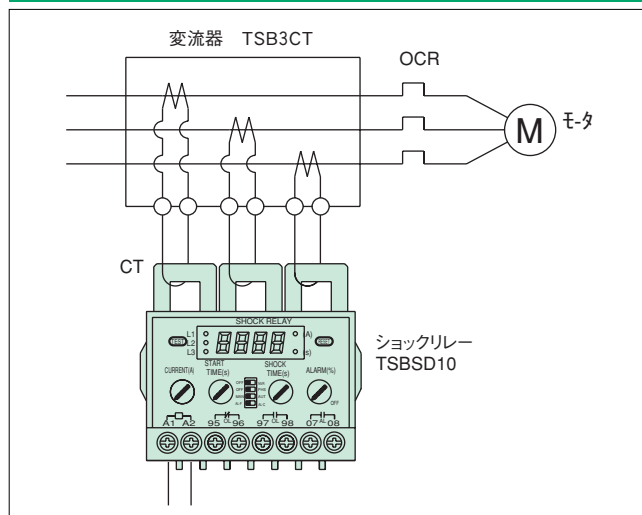 変流器 TSB3CT
OCR
M
モータ
CT
SHOCK RELAY
TEST
L1
L2
L3
8888
(A)
(s)
ショックリレー
TSBSD10
CURRENT(A)
START
TIME(s)
SHOCK
TIME(s)
ALARM(%)
OFF
A1 A2 95 OL 96 97 OL 98 07 AL 08